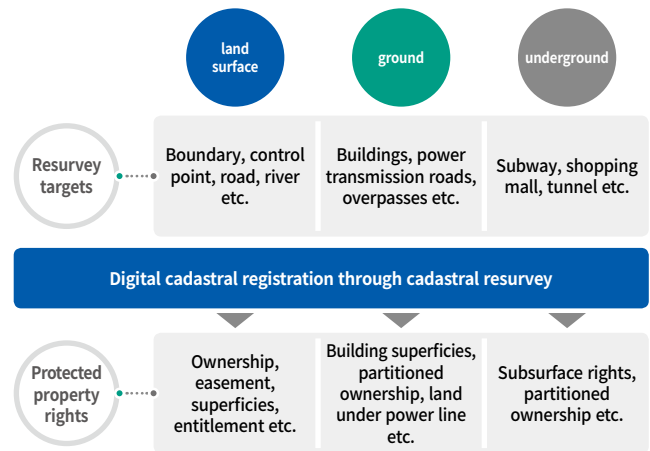 land
surface
ground
underground
Resurvey
targets
Boundary, control
point, road, river
etc.
Buildings, power
transmission roads,
overpasses etc.
Subway, shopping
mall, tunnel etc.
Digital cadastral registration through cadastral resurvey
Protected
property
rights
Ownership,
easement,
superficies,
entitlement etc.
Building superficies,
partitioned
ownership, land
under power line
etc.
Subsurface rights,
partitioned
ownership etc.